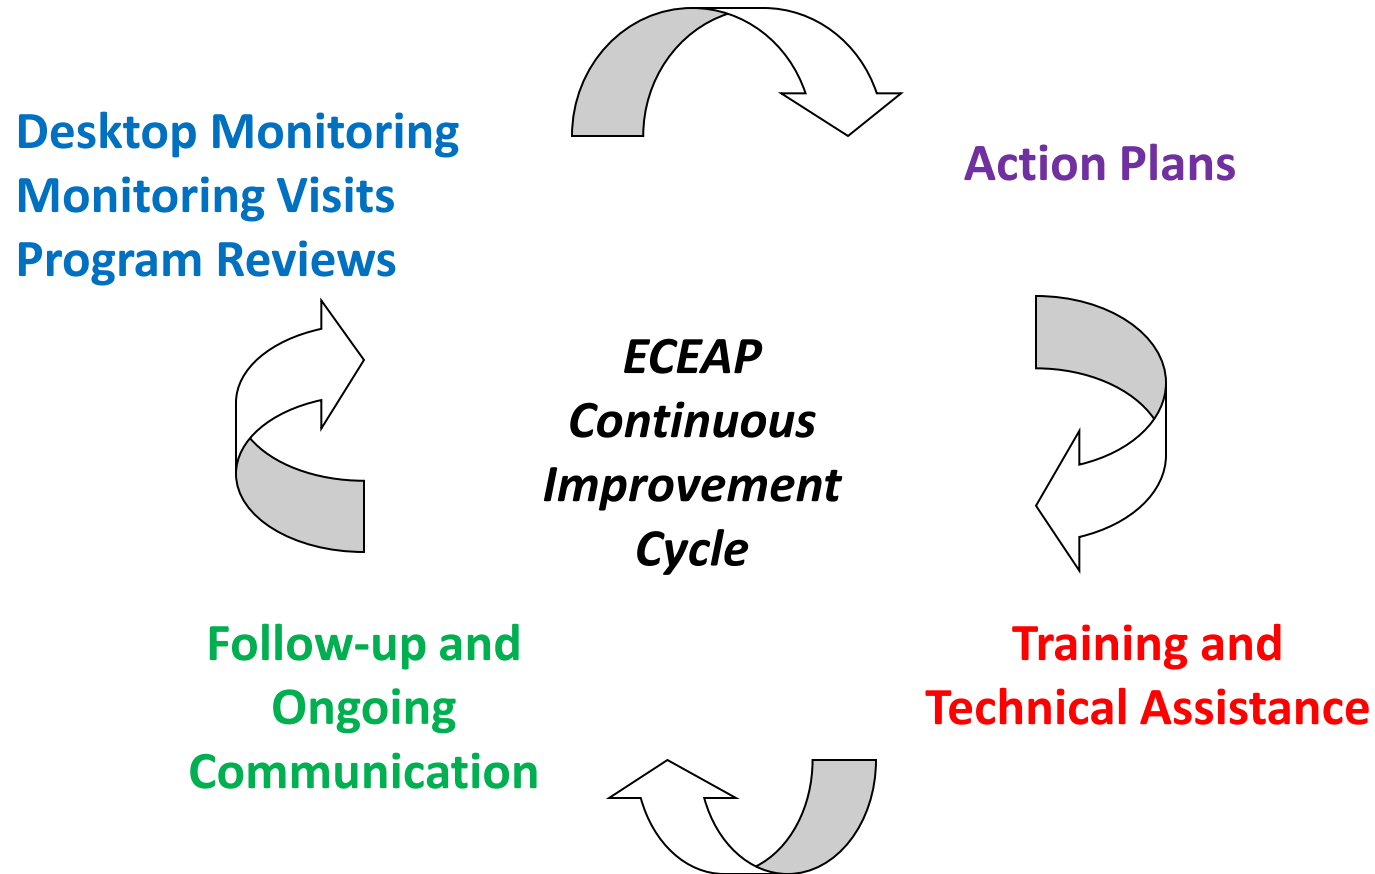 Desktop Monitoring
Monitoring Visits
Program Reviews
Action Plans
ECEAP
Continuous
Improvement
Cycle
Follow-up and
Ongoing
Communication
Training and
Technical Assistance